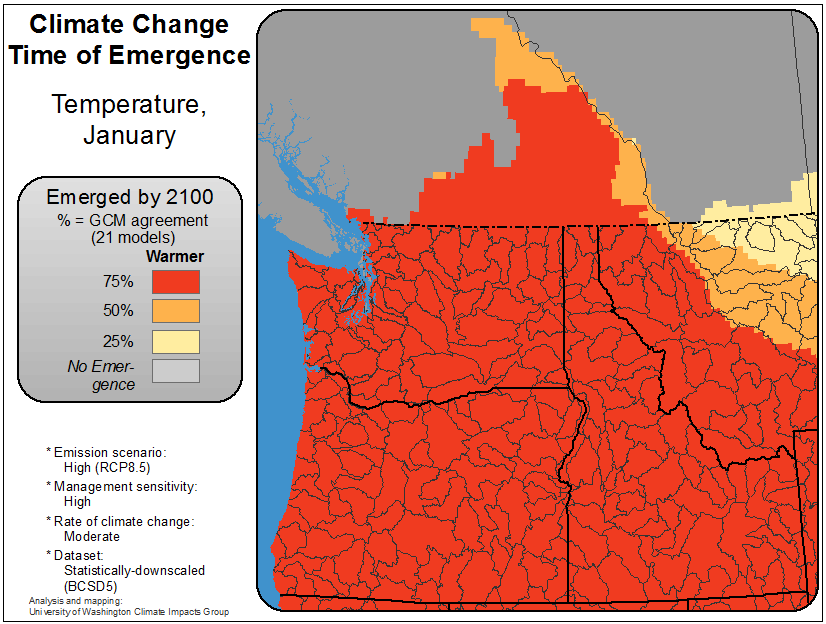 Climate Change
Time of Emergence
Temperature,
January
Emerged by 2100
% = GCM agreement
(21 models)
Warmer
75%
50%
25%
No Emer-
gence
* Emission scenario:
High (RCP8.5)
* Management sensitivity:
High
* Rate of climate change:
Moderate
* Dataset:
Statistically-downscaled
(BCSD5)
Analysis and mapping:
University of Washington Climate Impacts Group